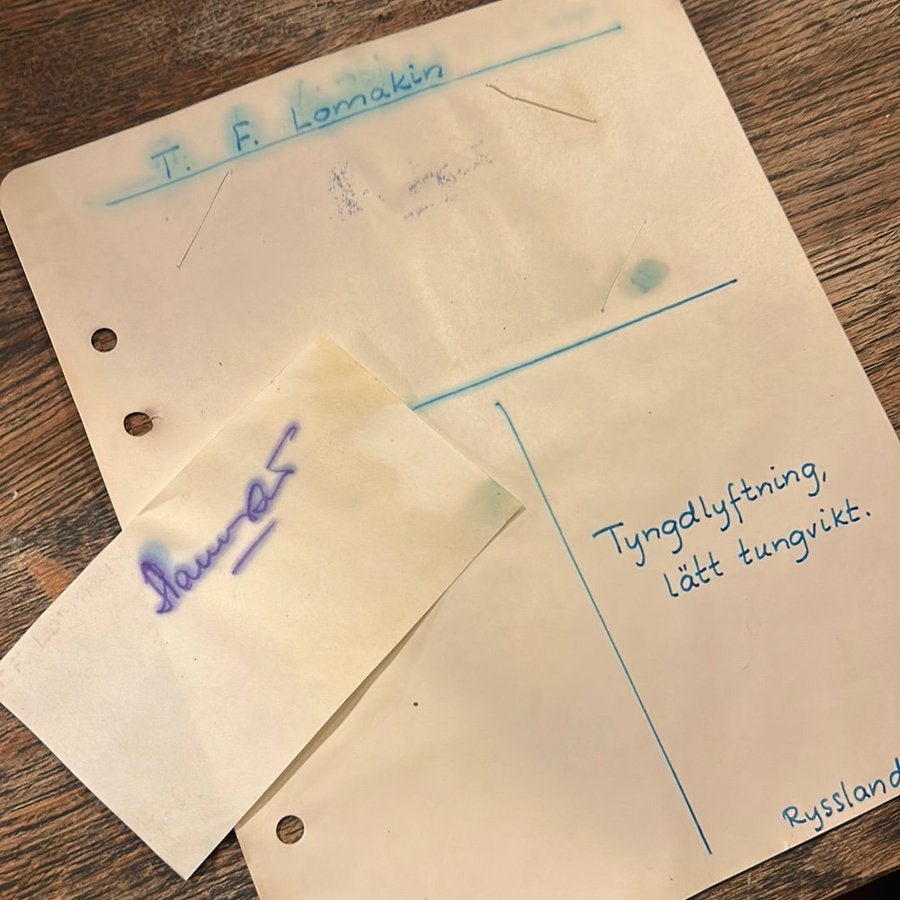 T. F. Lomakin
Tyngdlyftning,
lätt tungvikt.
Ryssland